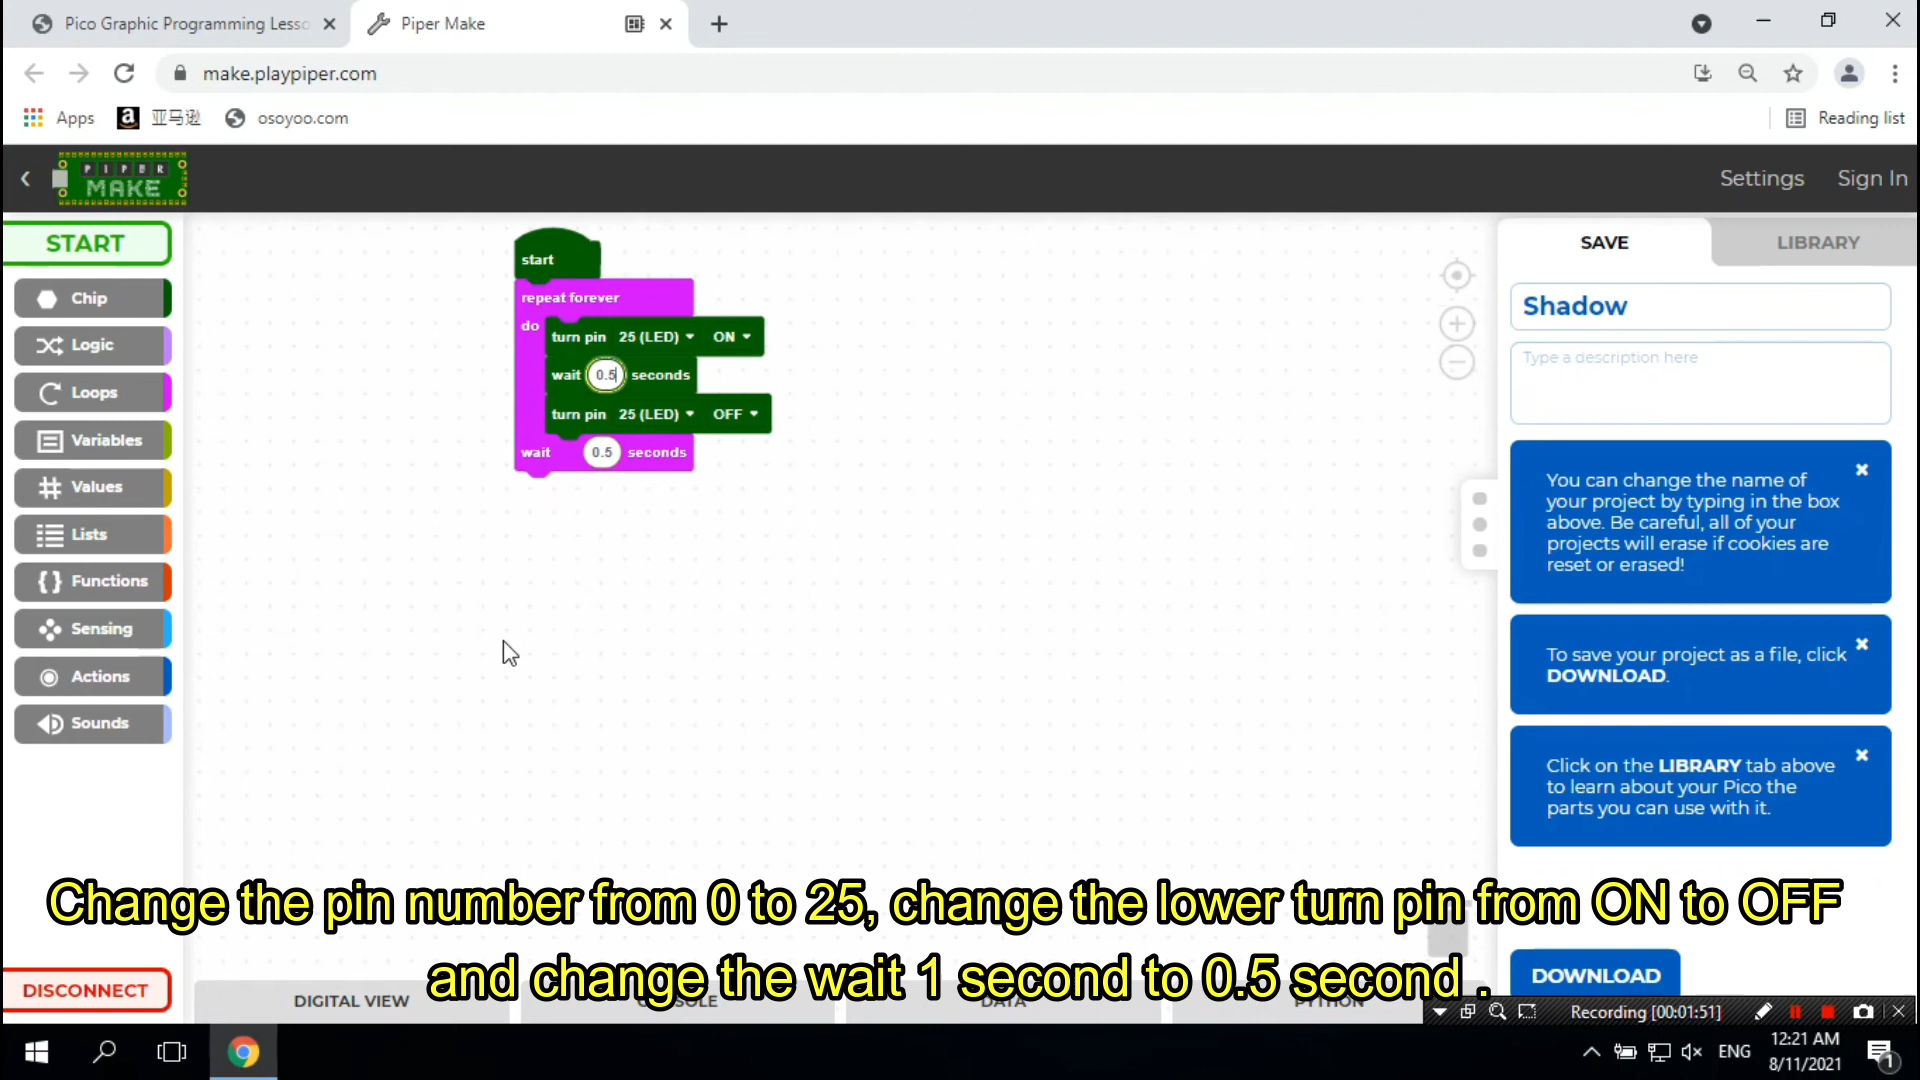 Pico Graphic Programming Lesso
Piper Make
make.playpiper.com
Apps
亚马逊
osoyoo.com
Reading list
PIPER
MAKE
Settings
Sign In
START
Chip
Logic
Loops
Variables
Values
Lists
Functions
Sensing
Actions
Sounds
DISCONNECT
start
repeat forever
do
turn pin 25 (LED) ON
wait 0.5 seconds
turn pin 25 (LED) OFF
wait 0.5 seconds
SAVE
LIBRARY
Shadow
Type a description here
You can change the name of
your project by typing in the box
above. Be careful, all of your
projects will erase if cookies are
reset or erased!
To save your project as a file, click
DOWNLOAD.
Click on the LIBRARY tab above
to learn about your Pico the
parts you can use with it.
DOWNLOAD
Change the pin number from 0 to 25, change the lower turn pin from ON to OFF
and change the wait 1 second to 0.5 second .
DIGITAL VIEW
CONSOLE
DATA
PYTHON
Recording [00:01:51]
ENG
12:21 AM
8/11/2021
1